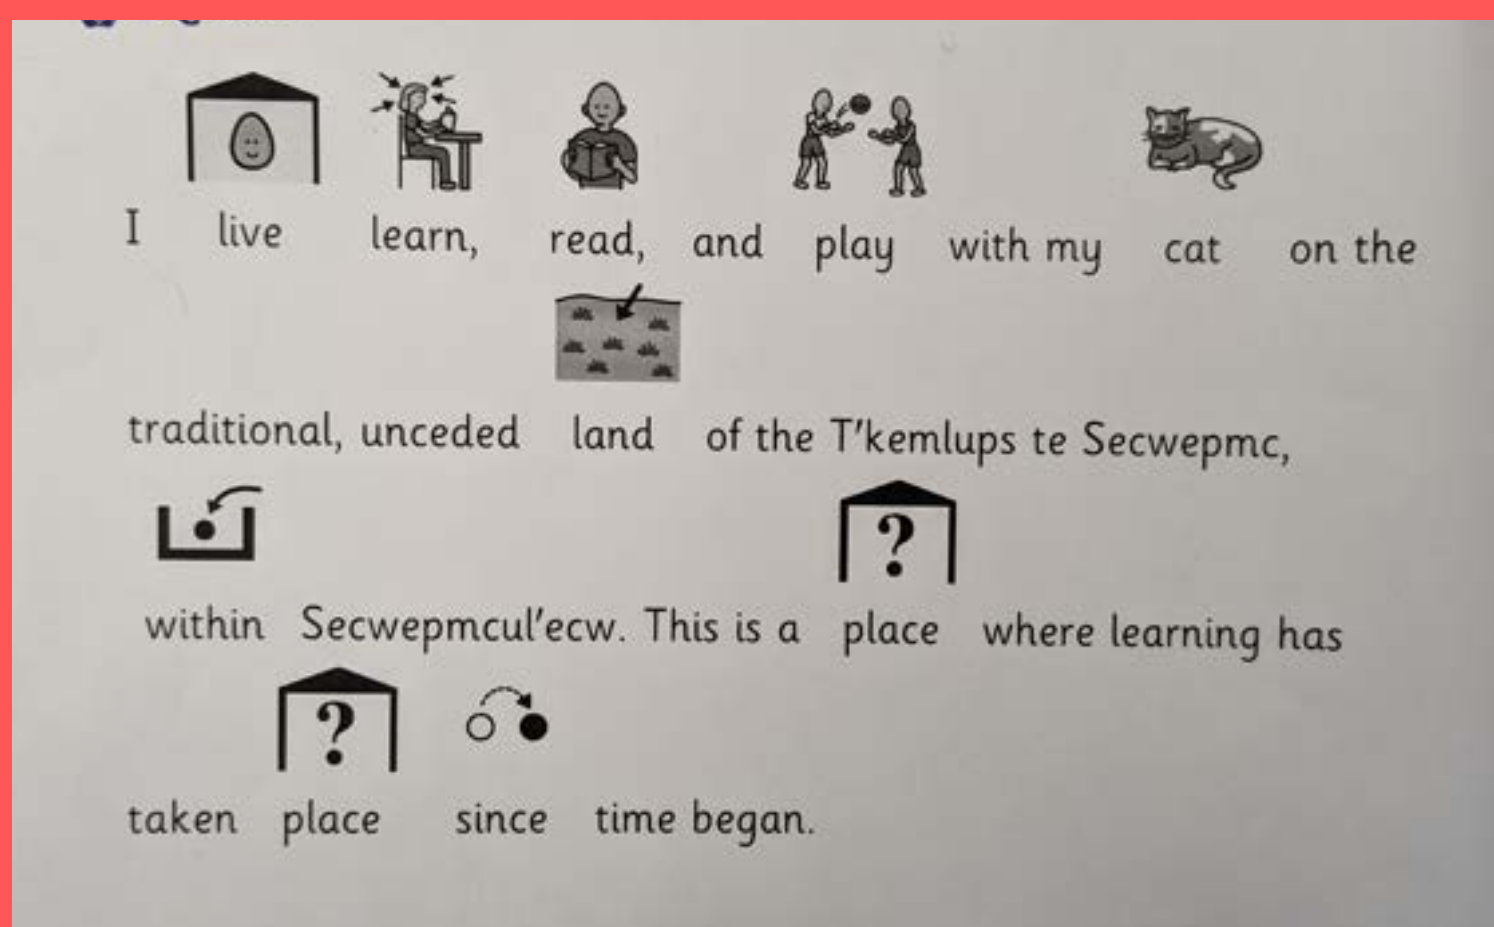 I live learn, read, and play with my cat on the
traditional, unceded land of the T'kemlups te Secwepmc,
within Secwepmcul'ecw. This is a place where learning has
taken place since time began.